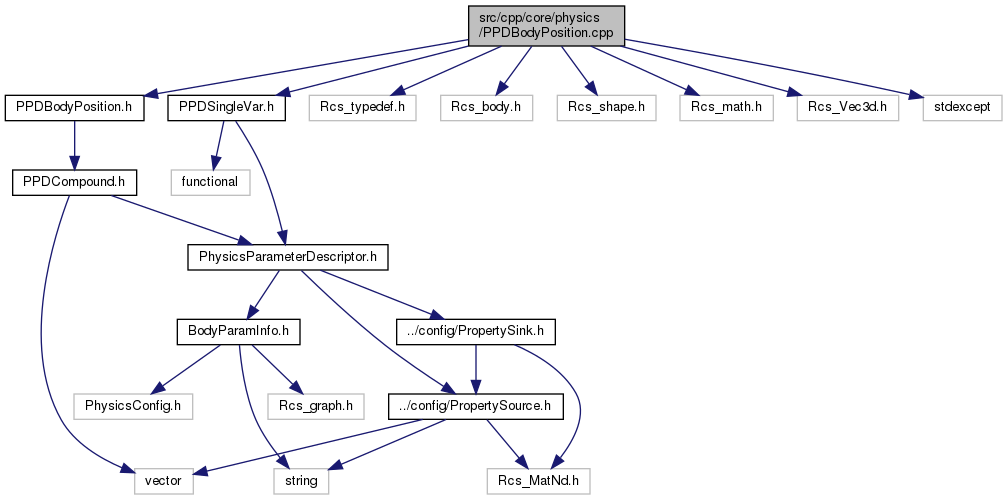 src/cpp/core/physics
/PPDBodyPosition.cpp
PPDBodyPosition.h
PPDSingleVar.h
Rcs_typedef.h
Rcs_body.h
Rcs_shape.h
Rcs_math.h
Rcs_Vec3d.h
stdexcept
PPDCompound.h
functional
PhysicsParameterDescriptor.h
BodyParamInfo.h
../config/PropertySink.h
PhysicsConfig.h
Rcs_graph.h
../config/PropertySource.h
vector
string
Rcs_MatNd.h